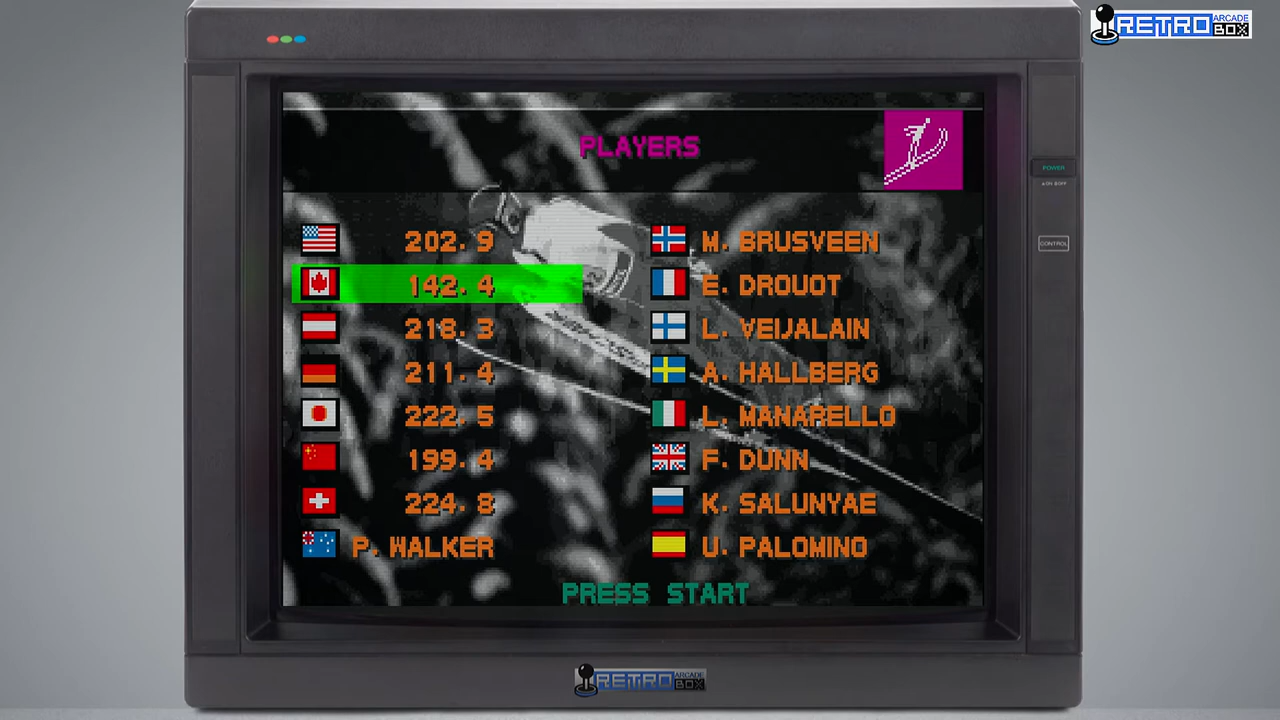 RETRO ARCADE BOX
PLAYERS
POWER
CONTROL
202.9
M. BRUSVEEN
142.4
E. DROUOT
218.3
L. VEIJALAIN
211.4
A. HALLBERG
222.5
L. MANARELLO
199.4
F. DUNN
224.8
K. SALUNYAE
P. WALKER
U. PALOMINO
PRESS START
RETRO ARCADE BOX